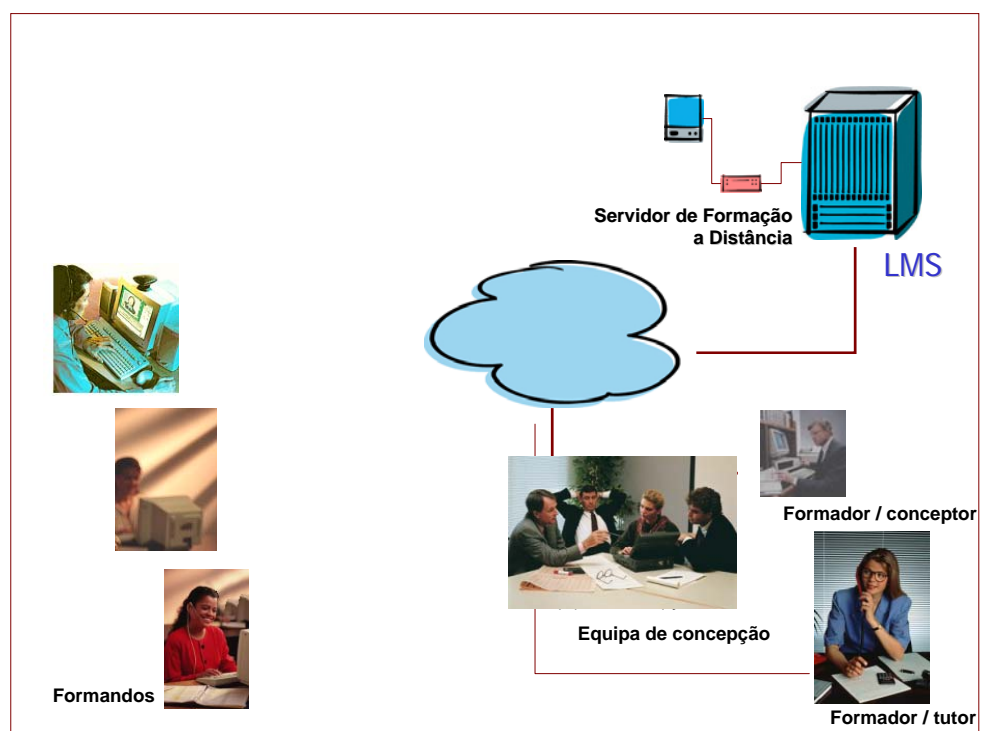 Servidor de Formação
a Distância
LMS
Formador / conceptor
Equipa de concepção
Formandos
Formador / tutor